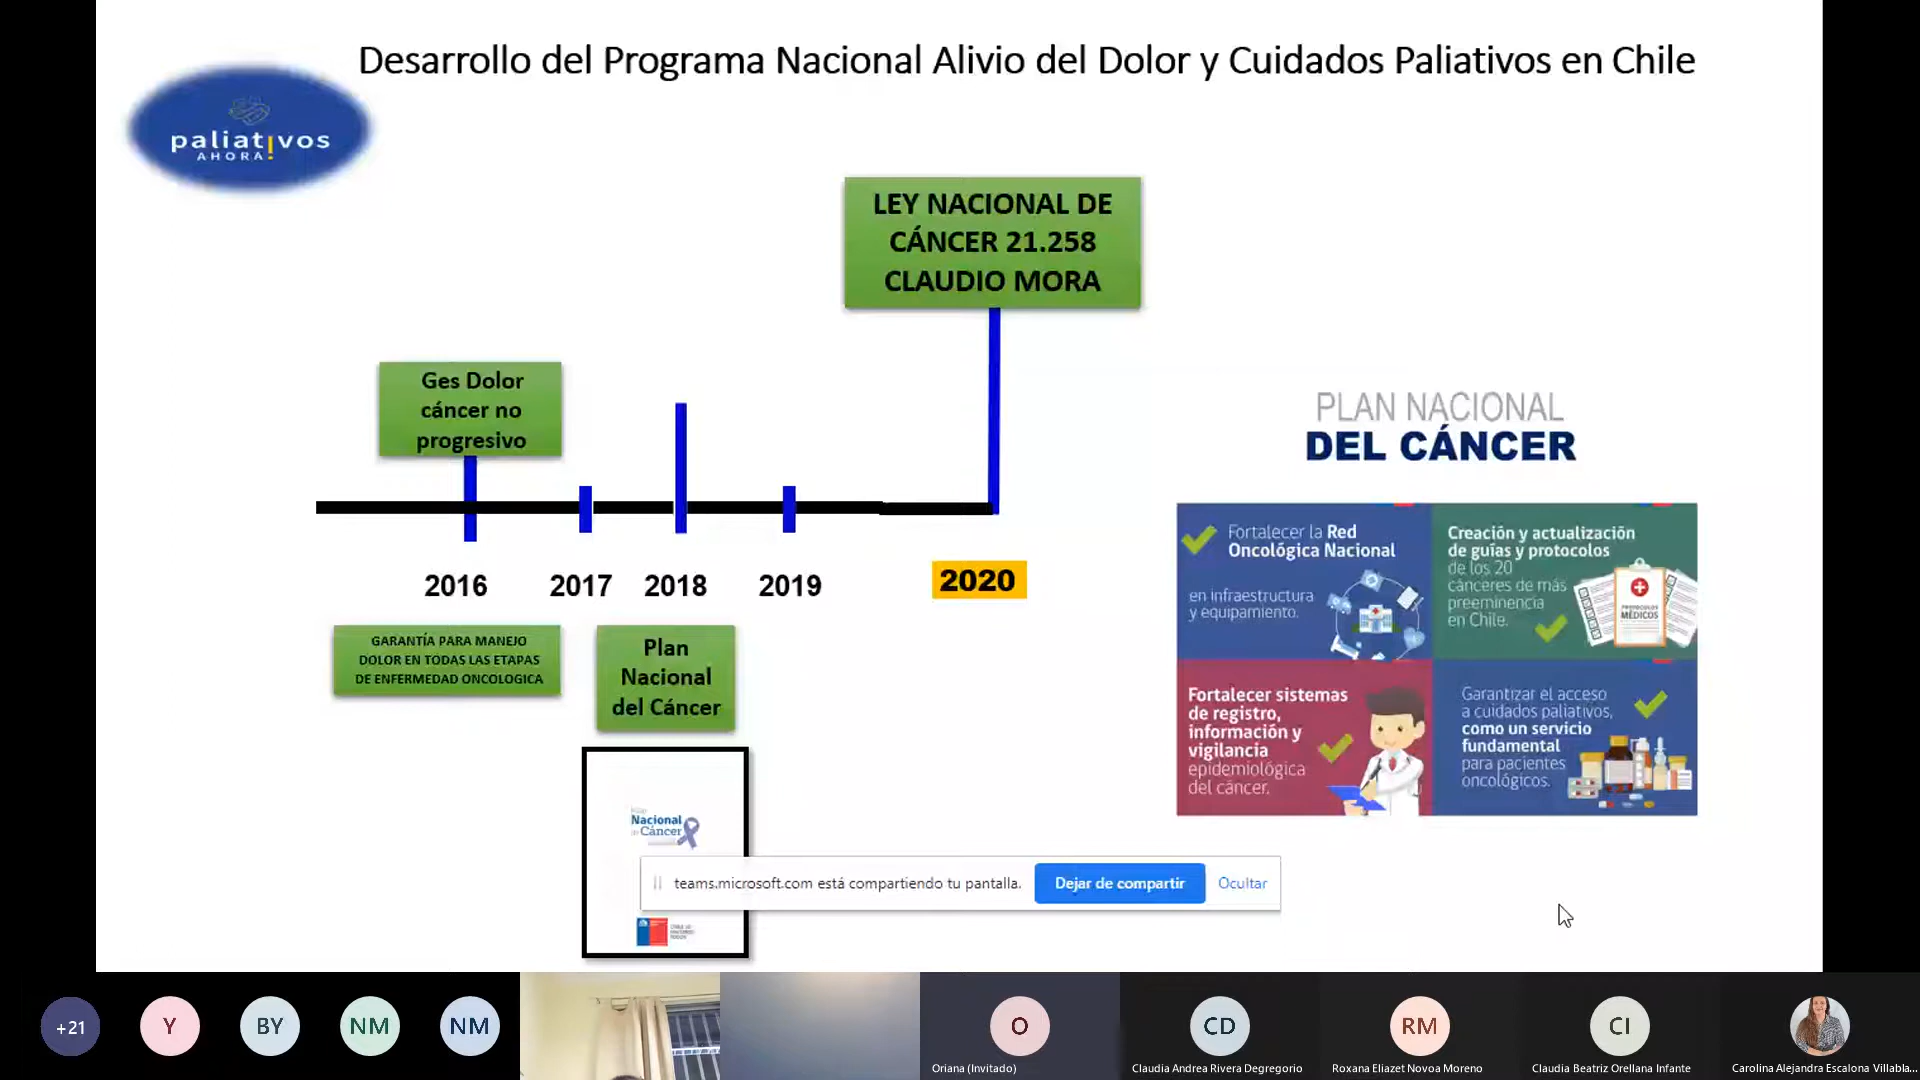 Desarrollo del Programa Nacional Alivio del Dolor y Cuidados Paliativos en Chile
paliat!vos
AHORA
LEY NACIONAL DE
CÁNCER 21.258
CLAUDIO MORA
Ges Dolor
cáncer no
progresivo
2016
2017
2018
2019
2020
GARANTÍA PARA MANEJO
DOLOR EN TODAS LAS ETAPAS
DE ENFERMEDAD ONCOLOGICA
Plan
Nacional
del Cáncer
Nacional
Cáncer
PLAN NACIONAL
DEL CÁNCER
Fortalecer la Red
Oncológica Nacional
en infraestructura
y equipamiento.
Creación y actualización
de guías y protocolos
de los 20
cánceres de más
preeminencia
en Chile.
PROTOCOLOS
MÉDICOS
Fortalecer sistemas
de registro,
información y
vigilancia
epidemiológica
del cáncer.
Garantizar el acceso
a cuidados paliativos,
como un servicio
fundamental
para pacientes
oncológicos.
teams.microsoft.com está compartiendo tu pantalla.
Dejar de compartir
Ocultar
+21
Y
BY
NM
NM
O
Oriana (Invitado)
CD
Claudia Andrea Rivera Degregorio
RM
Roxana Eliazet Novoa Moreno
CI
Claudia Beatriz Orellana Infante
Carolina Alejandra Escalona Villabla...